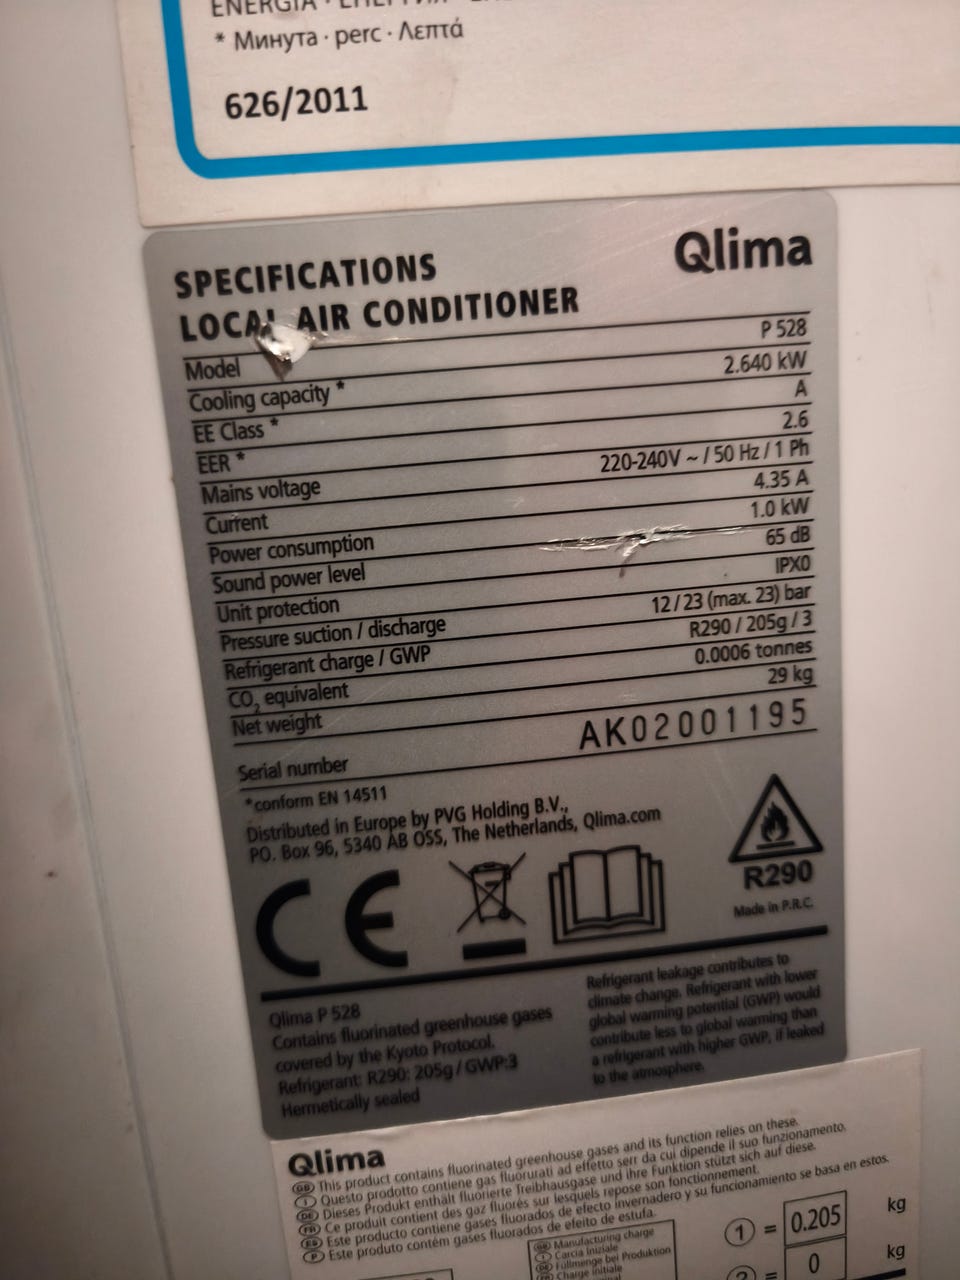 * Минута · perc · Λεπτά
626/2011
Qlima
SPECIFICATIONS
LOCAL AIR CONDITIONER
Model P 528
Cooling capacity * 2.640 kW
EE Class * A
EER * 2.6
Mains voltage 220-240V ~ / 50 Hz / 1 Ph
Current 4.35 A
Power consumption 1.0 kW
Sound power level 65 dB
Unit protection IPX0
Pressure suction / discharge 12 / 23 (max. 23) bar
Refrigerant charge / GWP R290 / 205g / 3
CO2 equivalent 0.0006 tonnes
Net weight 29 kg
Serial number AK02001195
*conform EN 14511
Distributed in Europe by PVG Holding B.V.,
PO. Box 96, 5340 AB OSS, The Netherlands, Qlima.com
CE
R290
Made in P.R.C.
Qlima P 528
Contains fluorinated greenhouse gases
covered by the Kyoto Protocol.
Refrigerant: R290: 205g / GWP:3
Hermetically sealed
Refrigerant leakage contributes to
climate change. Refrigerant with lower
global warming potential (GWP) would
contribute less to global warming than
a refrigerant with higher GWP, if leaked
to the atmosphere.
Qlima
GB This product contains fluorinated greenhouse gases and its function relies on these.
I Questo prodotto contiene gas fluorurati ad effetto serr da cui dipende il suo funzionamento.
DE Dieses Produkt enthält fluorierte Treibhausgase und ihre Funktion stützt sich auf diese.
FR Ce produit contient des gaz fluorés sur lesquels repose son fonctionnement.
ES Este producto contiene gases fluorados de efecto invernadero y su funcionamiento se basa en estos.
P Este produto contém gases fluorados de efeito de estufa.
GB Manufacturing charge
I Carcia Iniziale
DE Füllmenge bei Produktion
Charge initiale
1 = 0.205 kg
2 = 0 kg